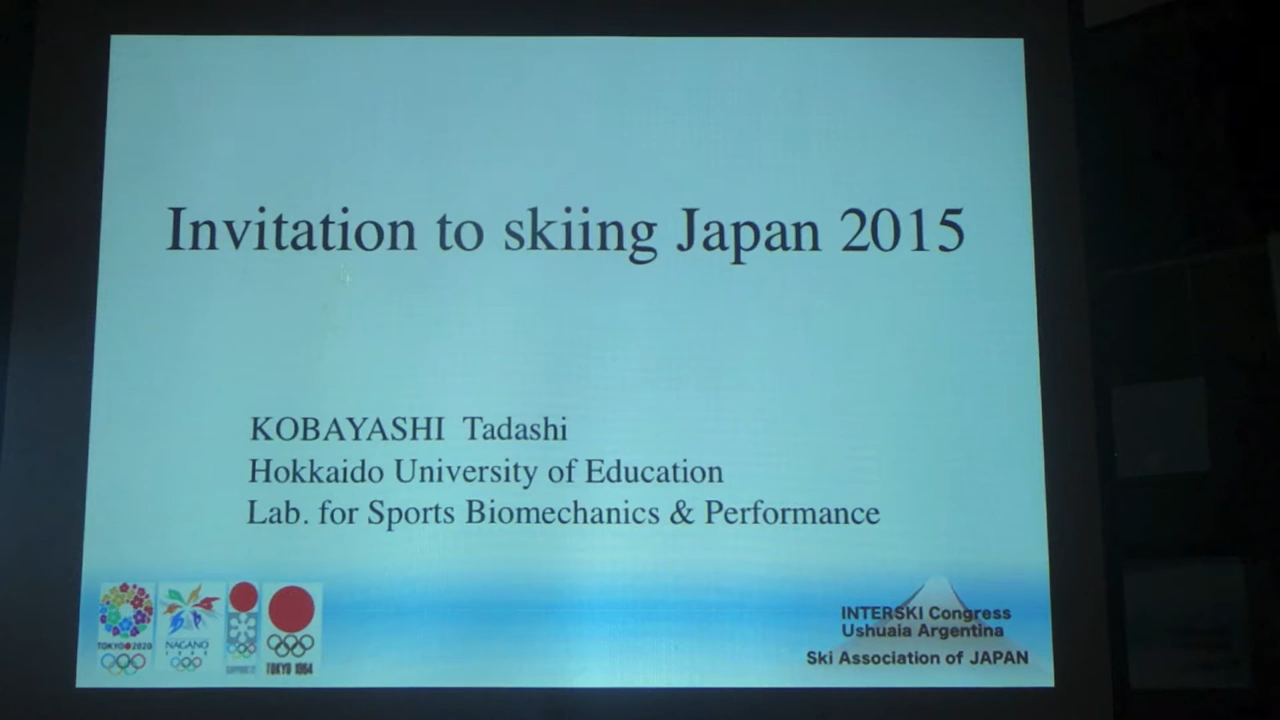 Invitation to skiing Japan 2015
KOBAYASHI Tadashi
Hokkaido University of Education
Lab. for Sports Biomechanics & Performance
TOKYO 2020
NAGANO
TOKYO 1964
INTERSKI Congress
Ushuaia Argentina
Ski Association of JAPAN